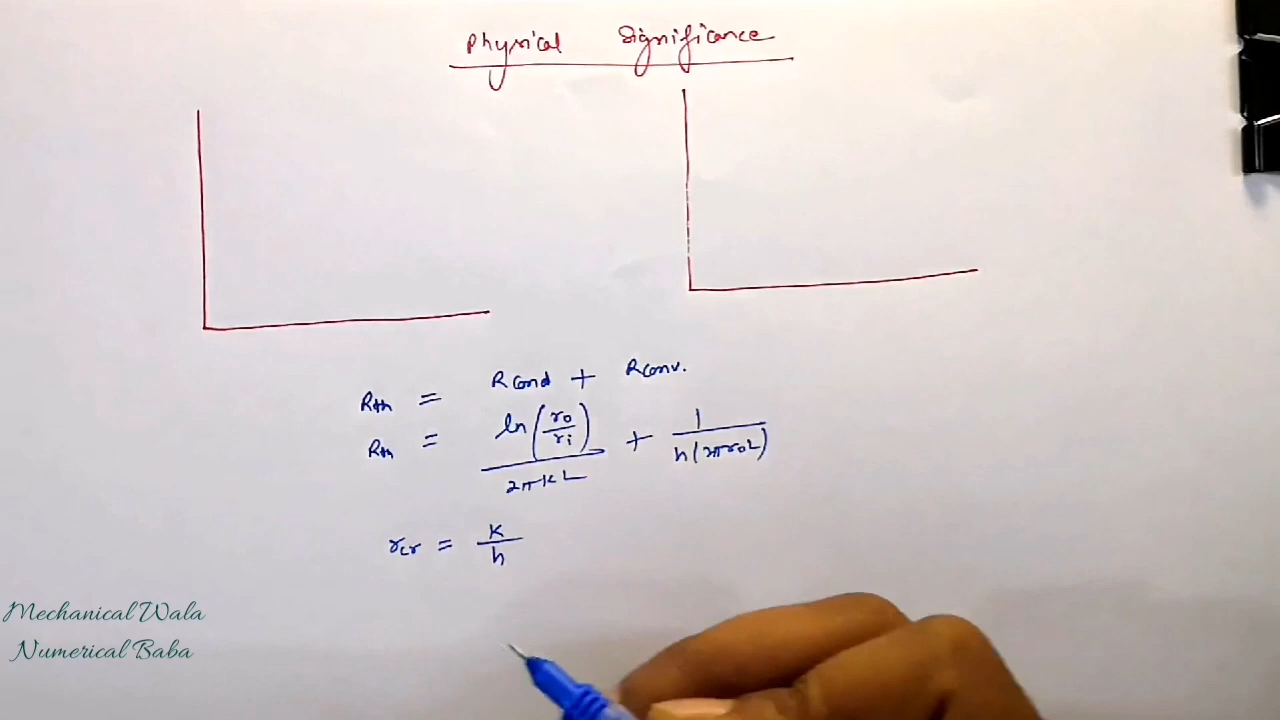 Physical Significance
Rth = Rcond + Rconv.
Rth = ln(ro/ri)/2πKL + 1/h(2πroL)
rcr = K/h
Mechanical Wala
Numerical Baba